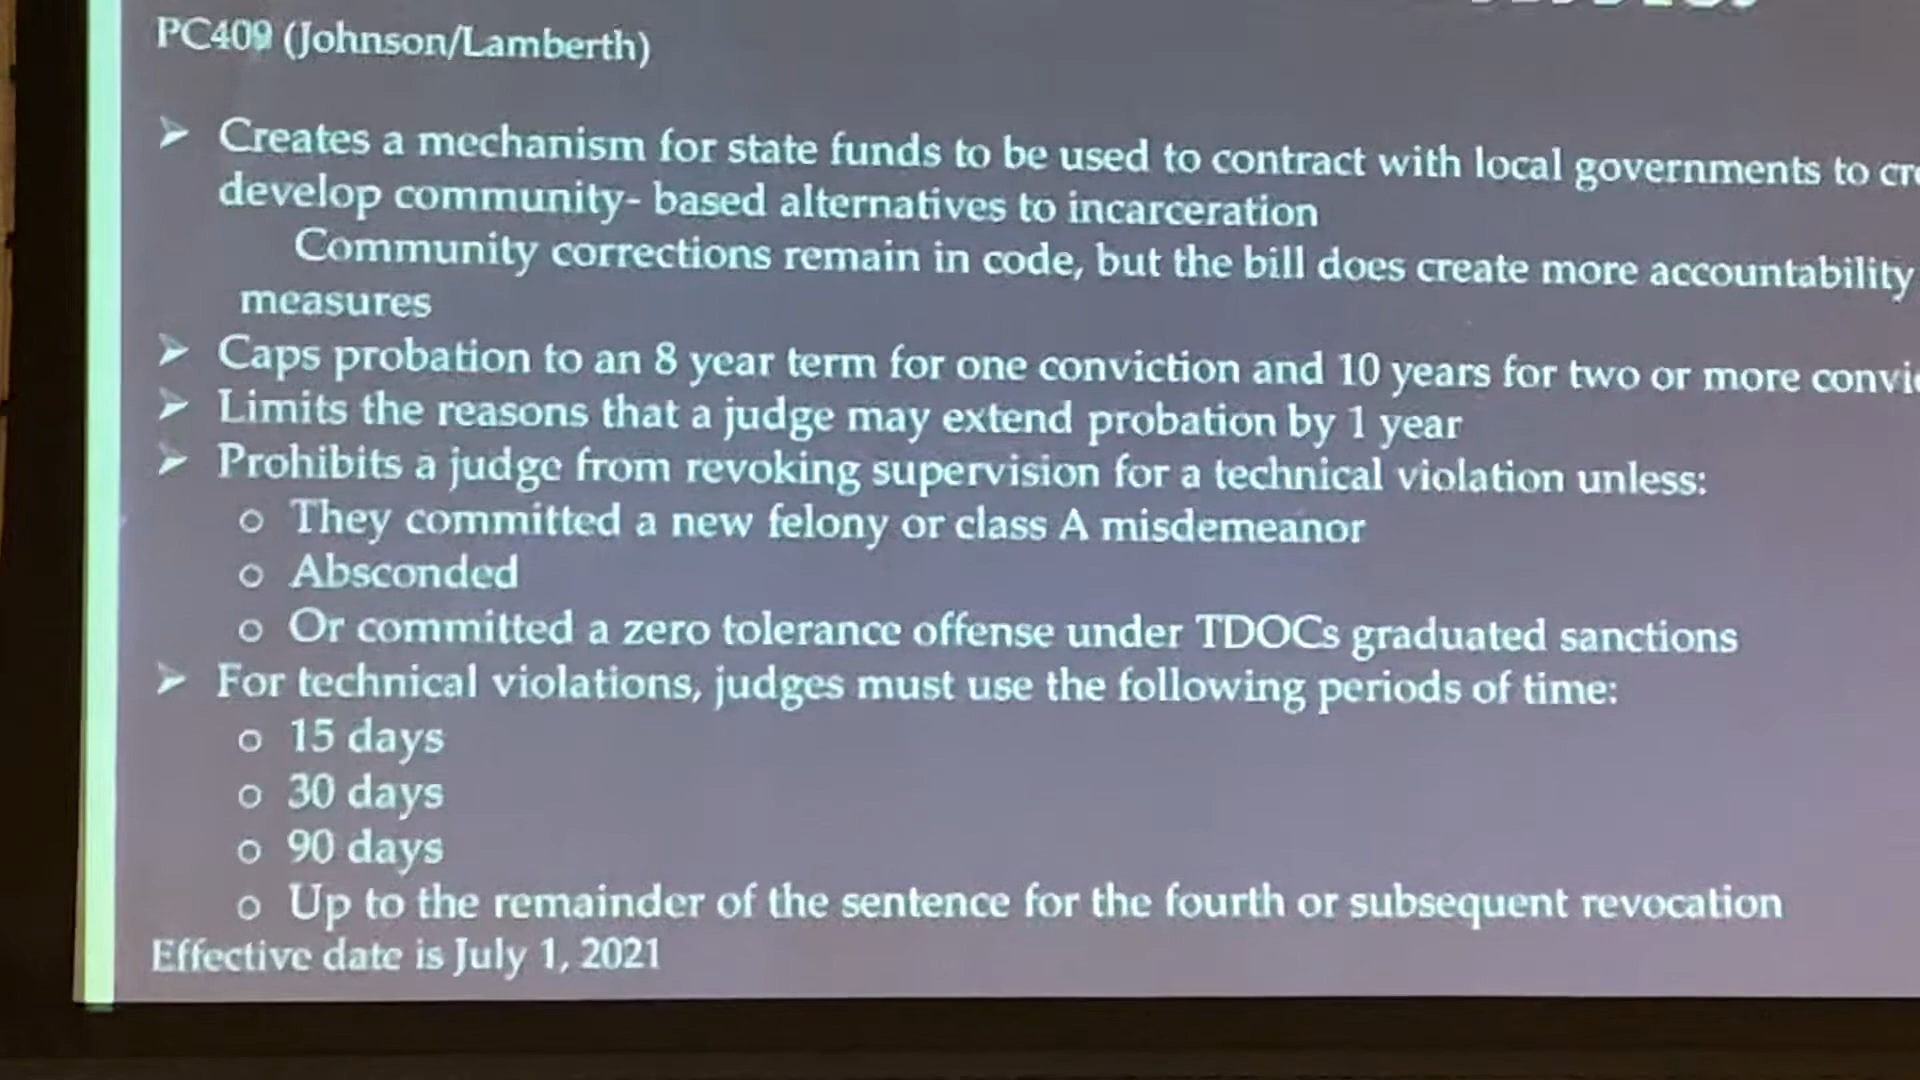 PC409 (Johnson/Lamberth)
Creates a mechanism for state funds to be used to contract with local governments to
develop community- based alternatives to incarceration
Community corrections remain in code, but the bill does create more accountability
measures
Caps probation to an 8 year term for one conviction and 10 years for two or more
Limits the reasons that a judge may extend probation by 1 year
Prohibits a judge from revoking supervision for a technical violation unless:
They committed a new felony or class A misdemeanor
Absconded
Or committed a zero tolerance offense under TDOCs graduated sanctions
For technical violations, judges must use the following periods of time:
15 days
30 days
90 days
Up to the remainder of the sentence for the fourth or subsequent revocation
Effective date is July 1, 2021